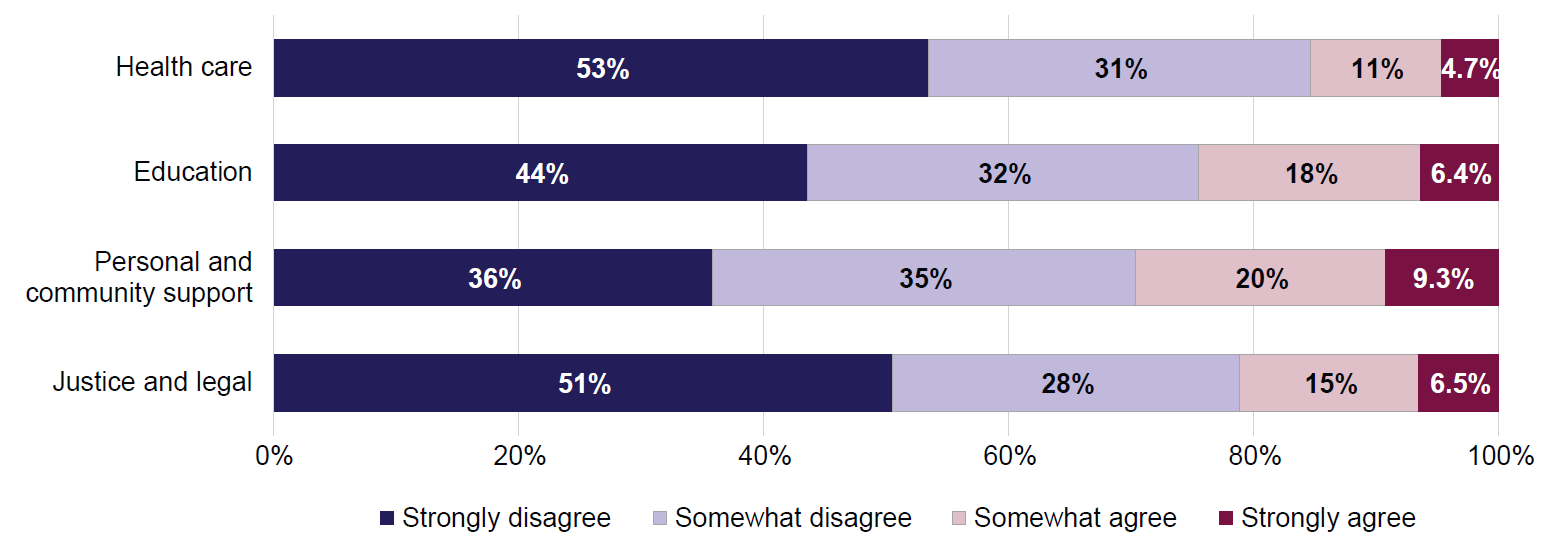 Health care
53%
31%
11%
4.7%
Education
44%
32%
18%
6.4%
Personal and
community support
36%
35%
20%
9.3%
Justice and legal
51%
28%
15%
6.5%
0%
20%
40%
60%
80%
100%
Strongly disagree
Somewhat disagree
Somewhat agree
Strongly agree